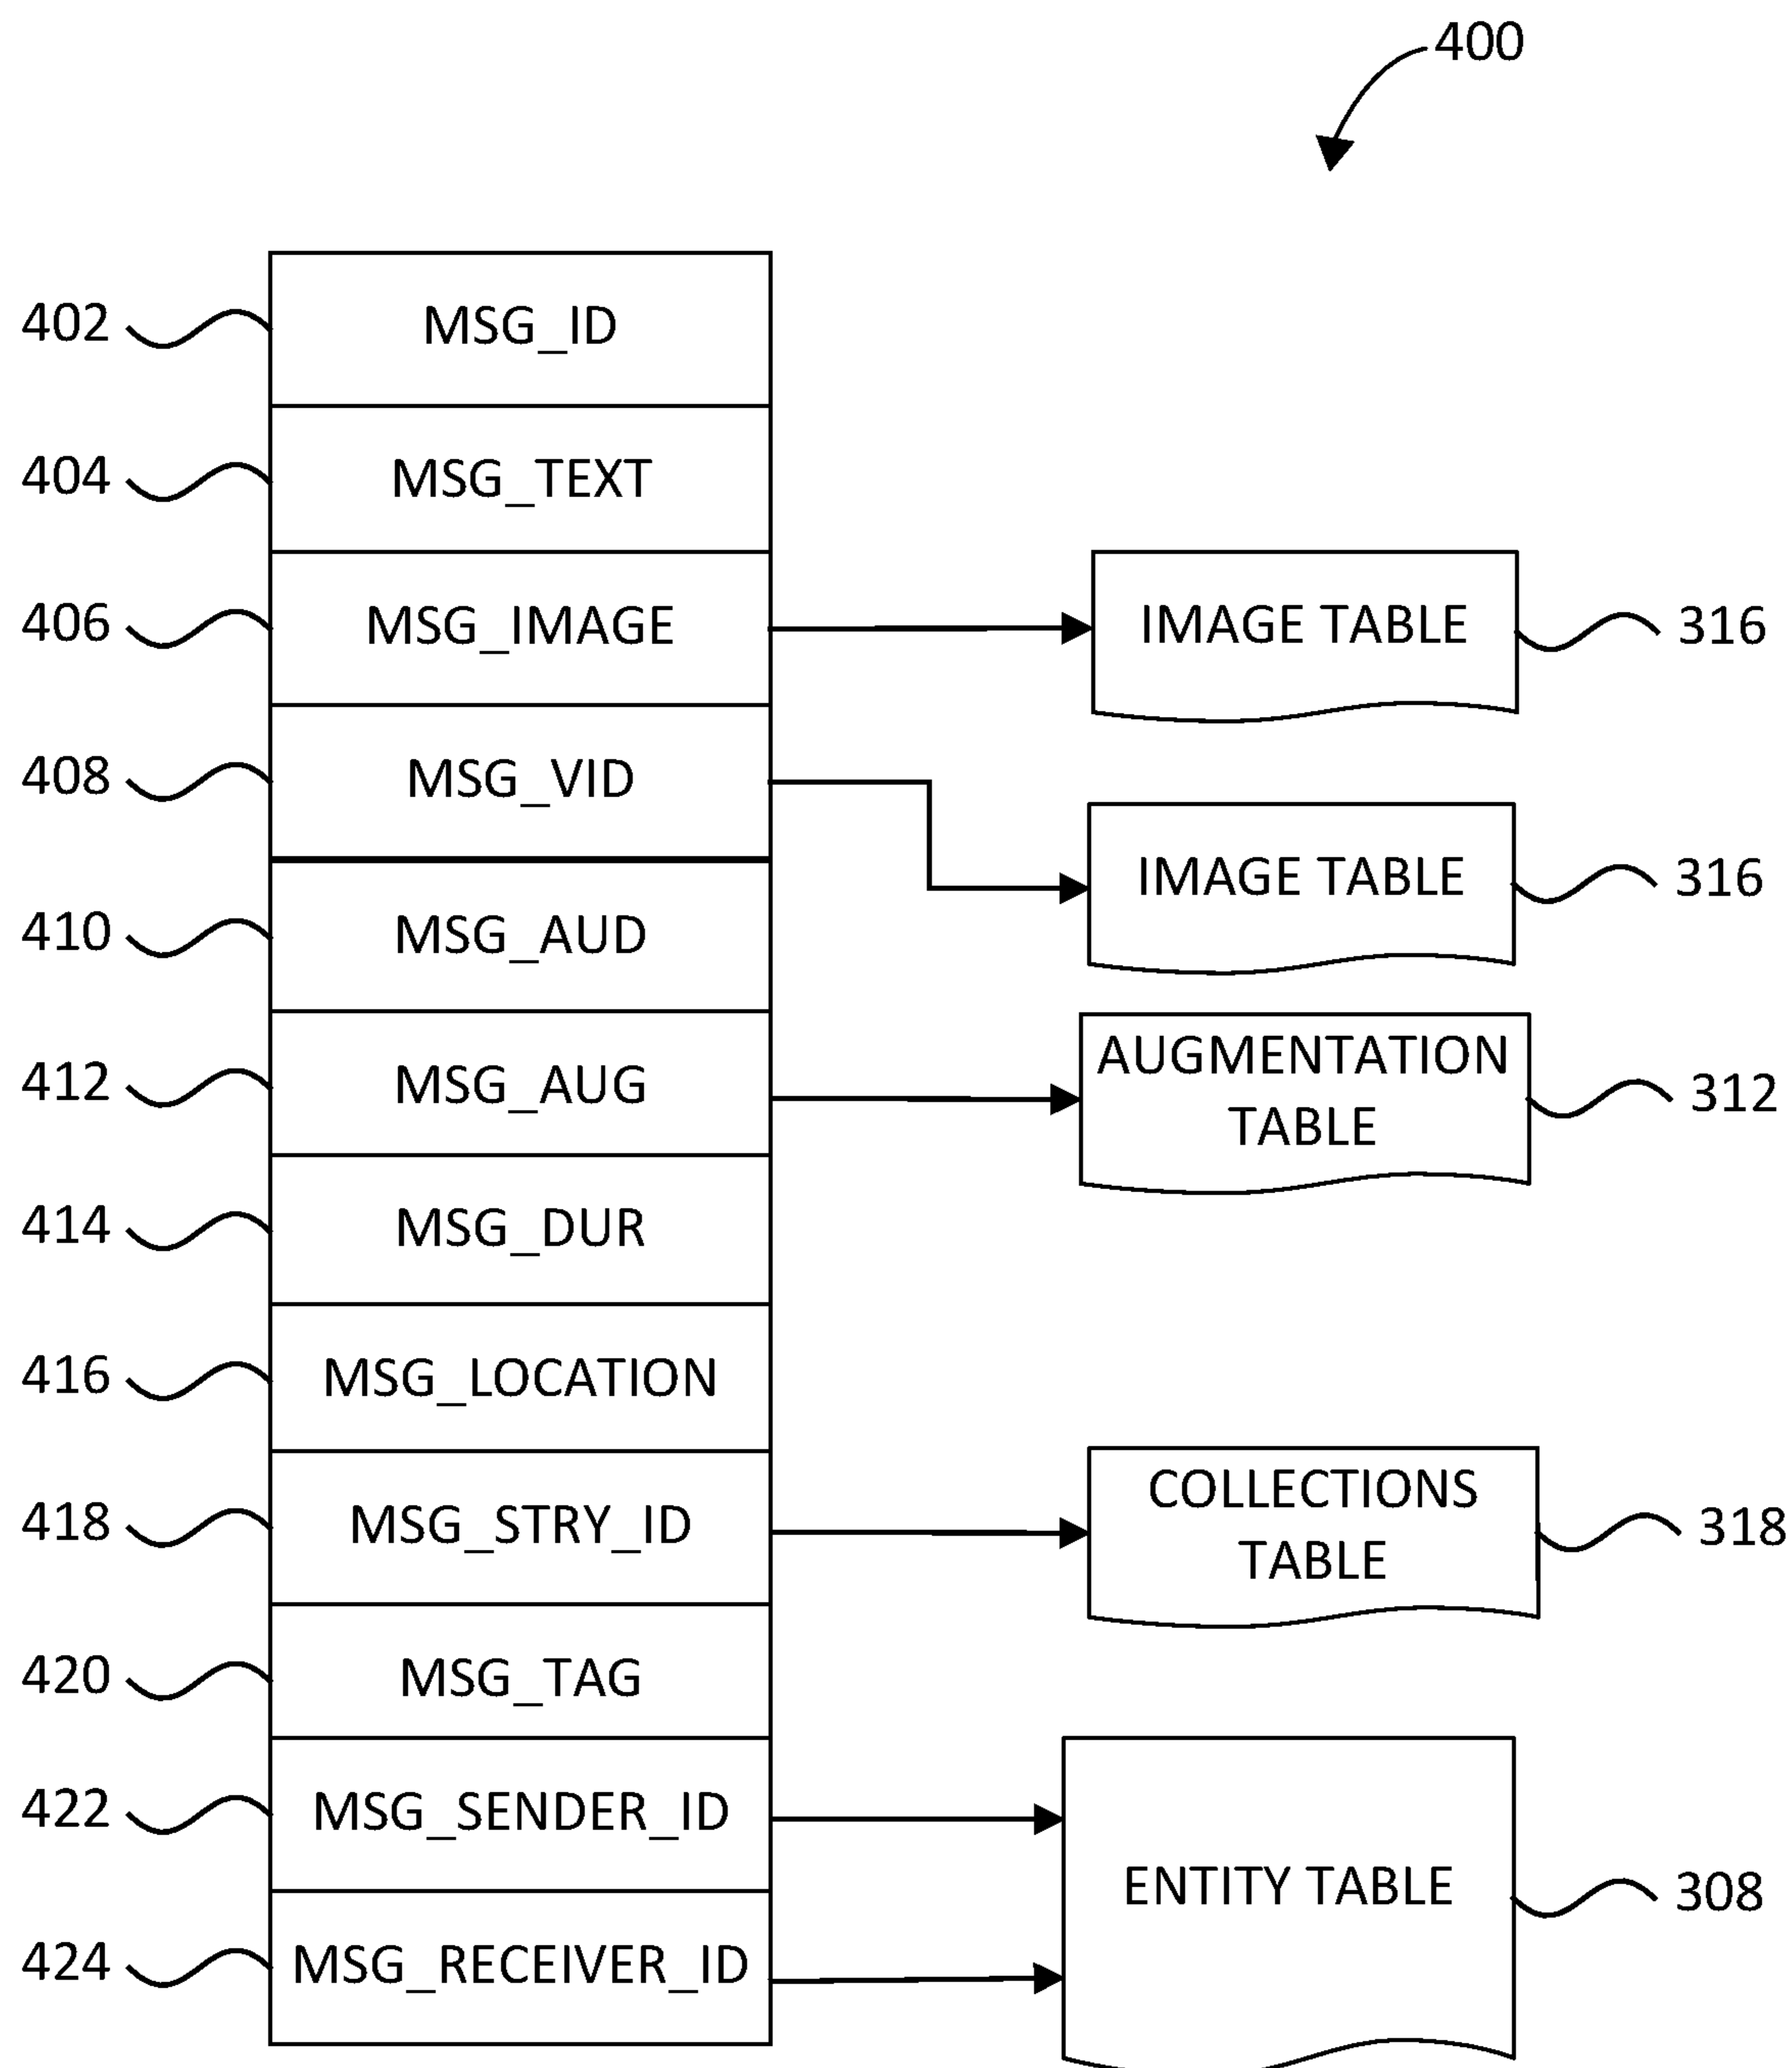 400
402 MSG_ID
404 MSG_TEXT
406 MSG_IMAGE IMAGE TABLE 316
408 MSG_VID
IMAGE TABLE 316
410 MSG_AUD
412 MSG_AUG AUGMENTATION
TABLE 312
414 MSG_DUR
416 MSG_LOCATION
418 MSG_STRY_ID COLLECTIONS
TABLE 318
420 MSG_TAG
422 MSG_SENDER_ID
ENTITY TABLE 308
424 MSG_RECEIVER_ID